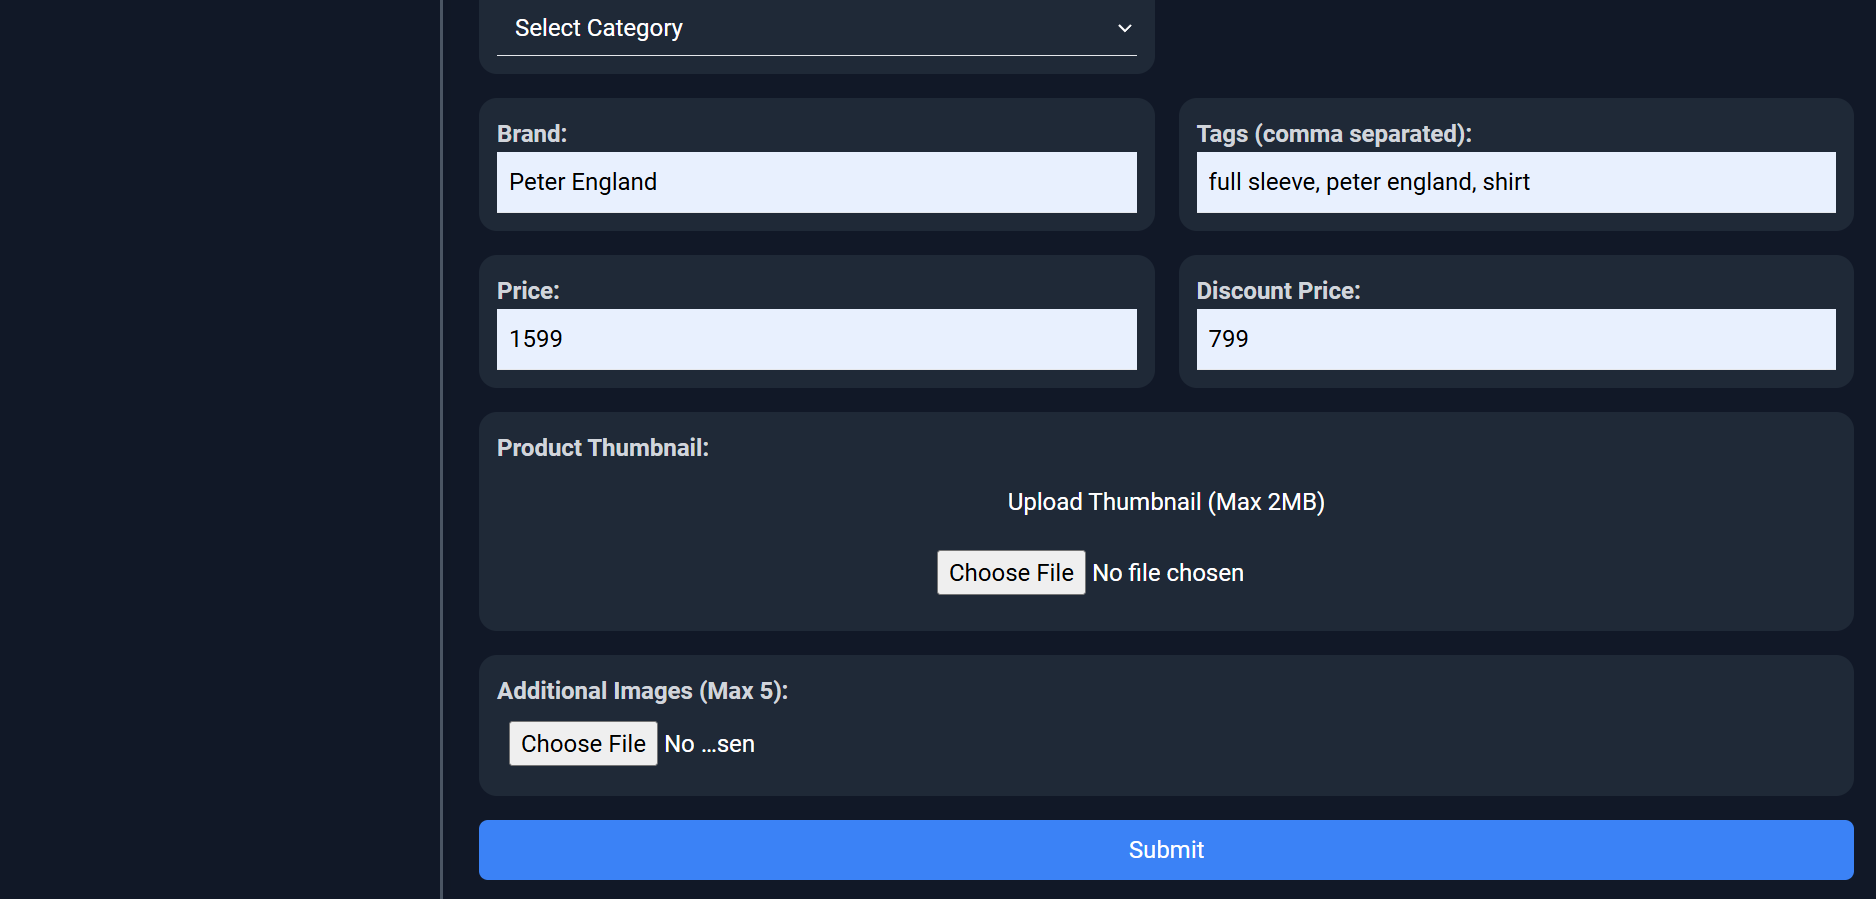 Select Category
Brand:
Peter England
Tags (comma separated):
full sleeve, peter england, shirt
Price:
1599
Discount Price:
799
Product Thumbnail:
Upload Thumbnail (Max 2MB)
Choose File No file chosen
Additional Images (Max 5):
Choose File No ...sen
Submit